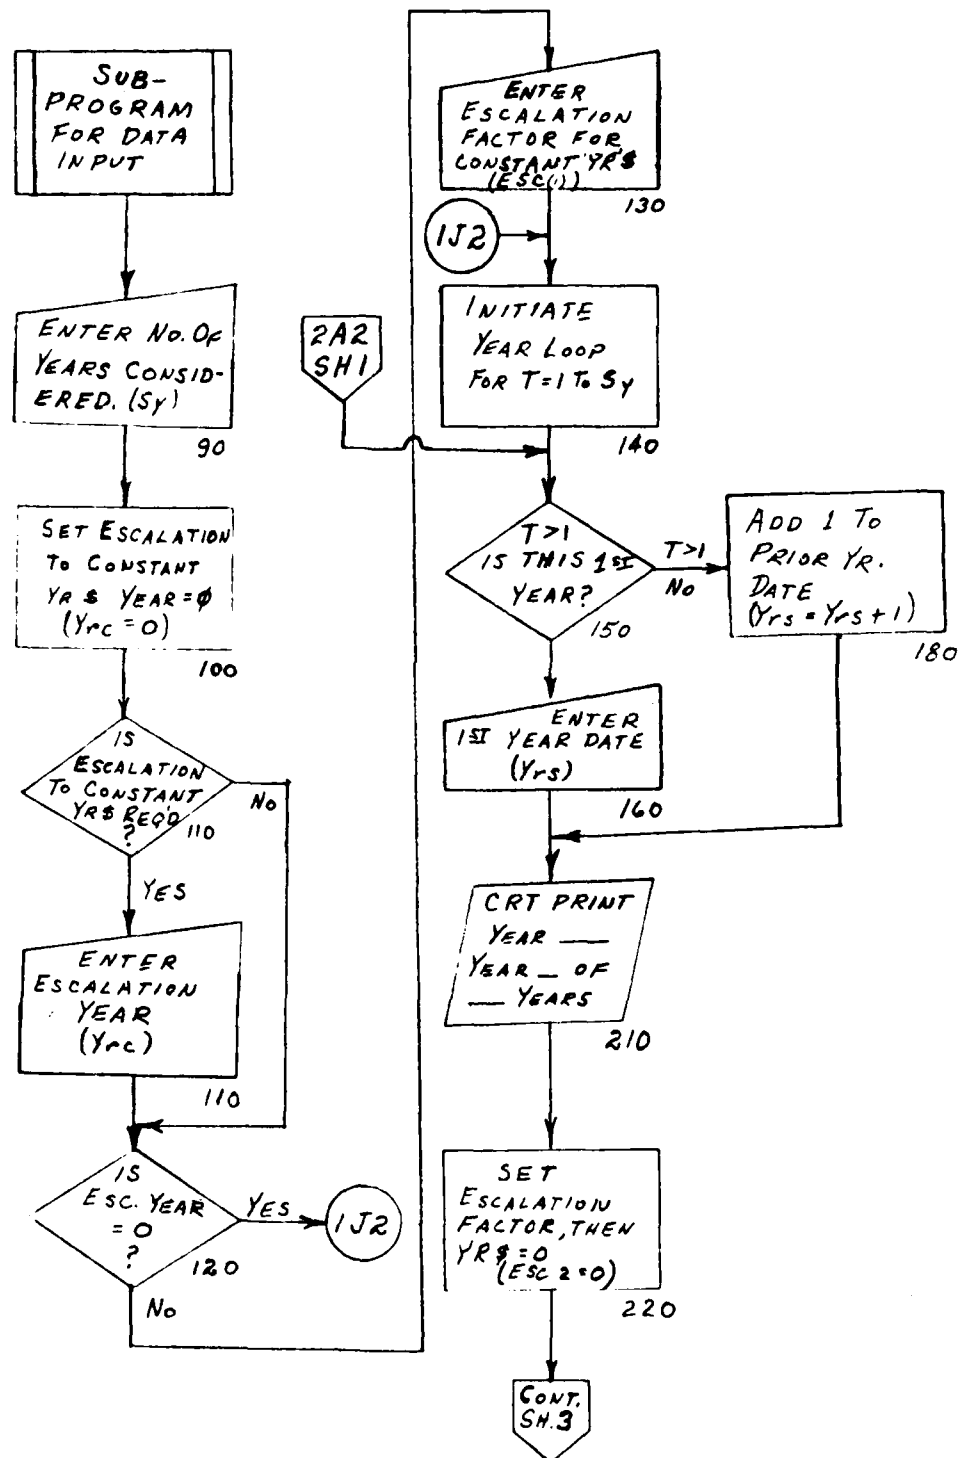 SUB-
PROGRAM
FOR DATA
INPUT
ENTER NO. OF
YEARS CONSID-
ERED. (Sy)
90
SET ESCALATION
TO CONSTANT
YR $ YEAR=ϕ
(Yrc = 0)
100
IS
ESCALATION
TO CONSTANT
YR$ REQ'D
?
110
NO
YES
ENTER
ESCALATION
YEAR
(Yrc)
110
IS
ESC. YEAR
= 0
?
120
YES
1J2
NO
ENTER
ESCALATION
FACTOR FOR
CONSTANT YR$
(ESC(1))
130
1J2
INITIATE
YEAR LOOP
FOR T=1 TO Sy
140
2A2
SH1
T>1
IS THIS 1ST
YEAR?
150
T>1
NO
ADD 1 TO
PRIOR YR.
DATE
(Yrs = Yrs + 1)
180
ENTER
1ST YEAR DATE
(Yrs)
160
CRT PRINT
YEAR ___
YEAR _ OF
__ YEARS
210
SET
ESCALATION
FACTOR, THEN
YR $ = 0
(ESC 2 = 0)
220
CONT.
SH.3